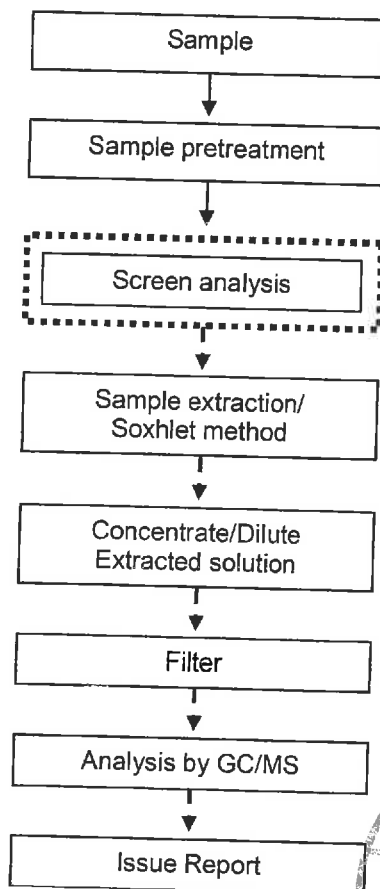 Sample
Sample pretreatment
Screen analysis
Sample extraction/
Soxhlet method
Concentrate/Dilute
Extracted solution
Filter
Analysis by GC/MS
Issue Report